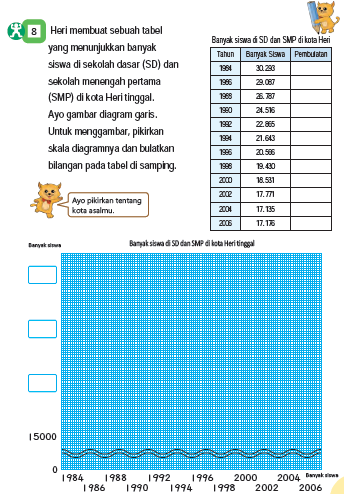 8
Heri membuat sebuah tabel
yang menunjukkan banyak
siswa di sekolah dasar (SD) dan
sekolah menengah pertama
(SMP) di kota Heri tinggal.
Ayo gambar diagram garis.
Untuk menggambar, pikirkan
skala diagramnya dan bulatkan
bilangan pada tabel di samping.
Ayo pikirkan tentang
kota asalmu.
Banyak siswa di SD dan SMP di kota Heri
Tahun Banyak Siswa Pembulatan
1984 30.293
1986 29.087
1988 26.787
1990 24.516
1992 22.865
1994 21.643
1996 20.566
1998 19.430
2000 18.531
2002 17.771
2004 17.135
2006 17.176
Banyak siswa di SD dan SMP di kota Heri tinggal
Banyak siswa
15000
0
1984 1988 1992 1996 2000 2004 Banyak siswa
1986 1990 1994 1998 2002 2006